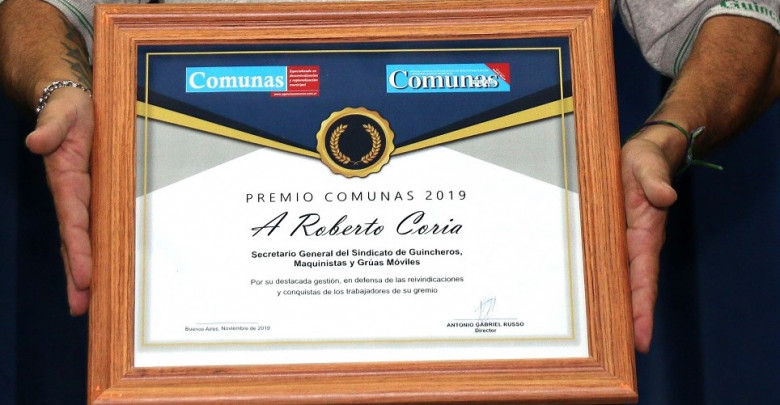 Comunas
Comunas
PREMIO COMUNAS 2019
A Roberto Coria
Secretario General del Sindicato de Guincheros,
Maquinistas y Grúas Móviles
Por su destacada gestión, en defensa de las reivindicaciones
y conquistas de los trabajadores de su gremio
Buenos Aires, Noviembre de 2019
ANTONIO GABRIEL RUSSO
Director